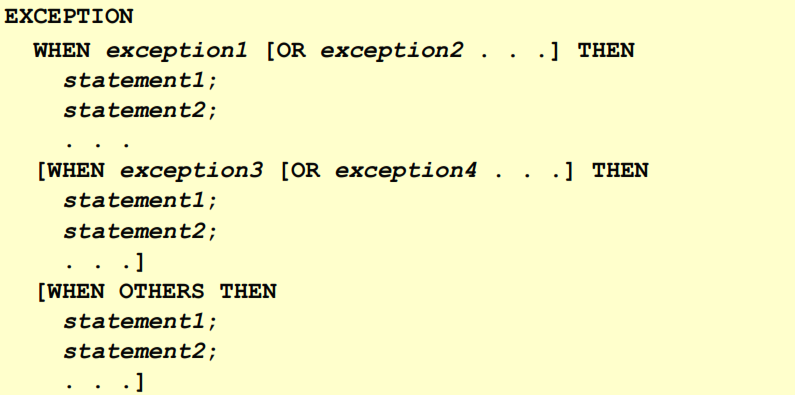 EXCEPTION
WHEN exception1 [OR exception2 . . .] THEN
statement1;
statement2;
. . .
[WHEN exception3 [OR exception4 . . .] THEN
statement1;
statement2;
. . .]
[WHEN OTHERS THEN
statement1;
statement2;
. . .]